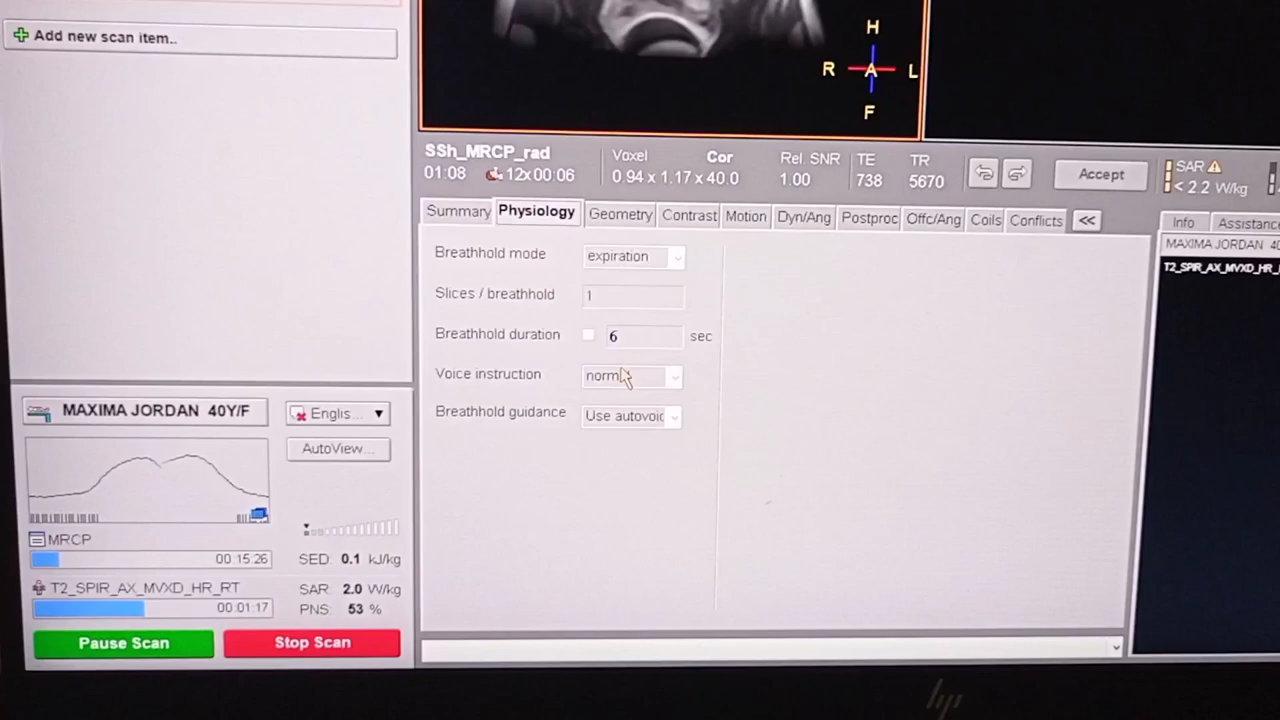 Add new scan item..
H
R A L
F
SSh_MRCP_rad
01:08 12x00:06
Voxel Cor
0.94 x 1.17 x 40.0
Rel. SNR
1.00
TE
738
TR
5670
Accept
SAR
< 2.2 W/kg
Summary Physiology Geometry Contrast Motion Dyn/Ang Postproc Offc/Ang Coils Conflicts <<
Info Assistance
MAXIMA JORDAN 40
T2_SPIR_AX_MVXD_HR_
Breathhold mode expiration
Slices / breathhold 1
Breathhold duration 6 sec
Voice instruction
Breathhold guidance Use autovoic
MAXIMA JORDAN 40Y/F
Englis...
AutoView...
MRCP
00:15:26
SED: 0.1 kJ/kg
T2_SPIR_AX_MVXD_HR_RT
00:01:17
SAR: 2.0 W/kg
PNS: 53 %
Pause Scan Stop Scan
hp